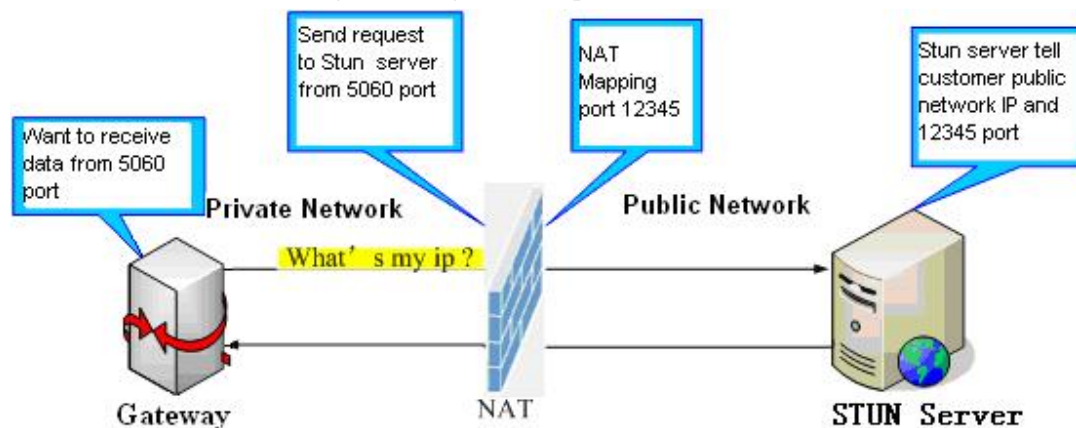 Send request
to Stun server
from 5060 port
NAT
Mapping
port 12345
Stun server tell
customer public
network IP and
12345 port
Want to receive
data from 5060
port
Private Network
Public Network
What's my ip ?
Gateway
NAT
STUN Server